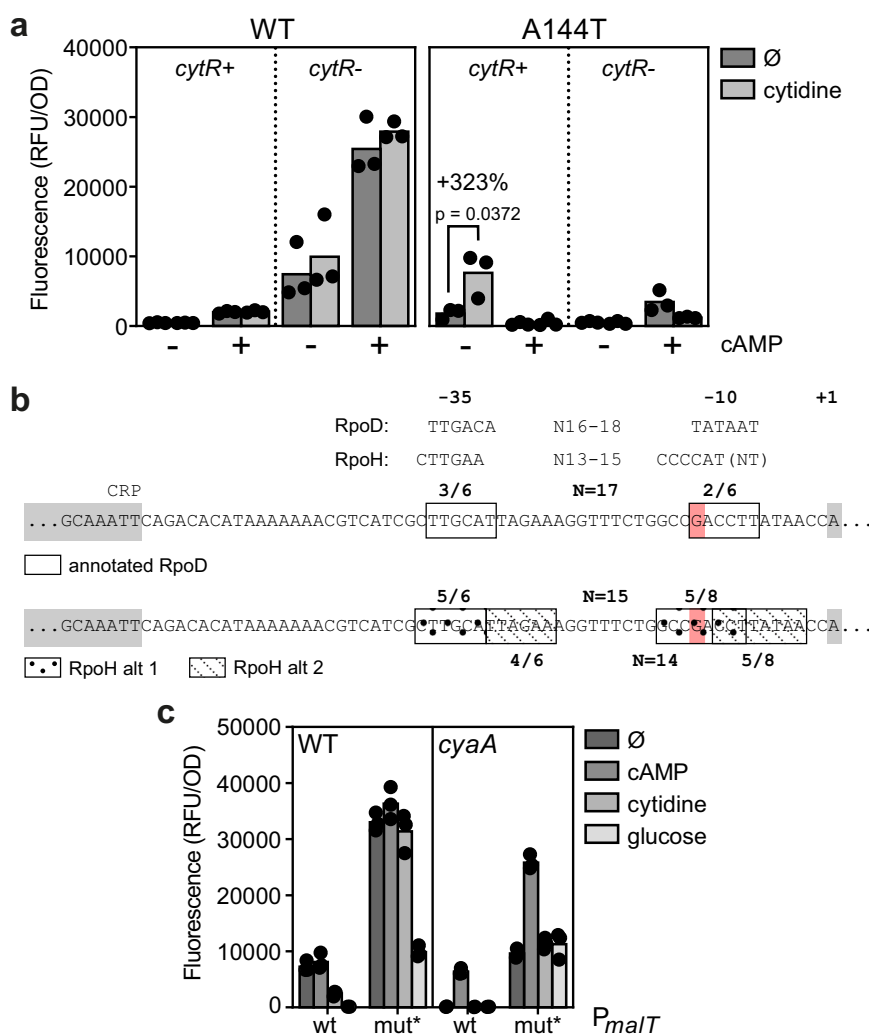 a
WT
A144T
40000
30000
20000
10000
0
Fluorescence (RFU/OD)
cytR+
cytR-
cytR+
cytR-
Ø
cytidine
+323%
p = 0.0372
- + - + - + - + cAMP
b
-35 -10 +1
RpoD: TTGACA N16-18 TATAAT
RpoH: CTTGAA N13-15 CCCCAT(NT)
CRP 3/6 N=17 2/6
...GCAAATTCAGACACATAAAAAAACGTCATCGCTTGCATTAGAAAGGTTTCTGGCCGACCTTATAACCA...
annotated RpoD
5/6 N=15 5/8
...GCAAATTCAGACACATAAAAAAACGTCATCGCTTGCATTAGAAAGGTTTCTGGCCGACCTTATAACCA...
RpoH alt 1 RpoH alt 2 4/6 N=14 5/8
c
50000
40000
30000
20000
10000
0
Fluorescence (RFU/OD)
WT
cyaA
Ø
cAMP
cytidine
glucose
wt mut* wt mut* PmalT